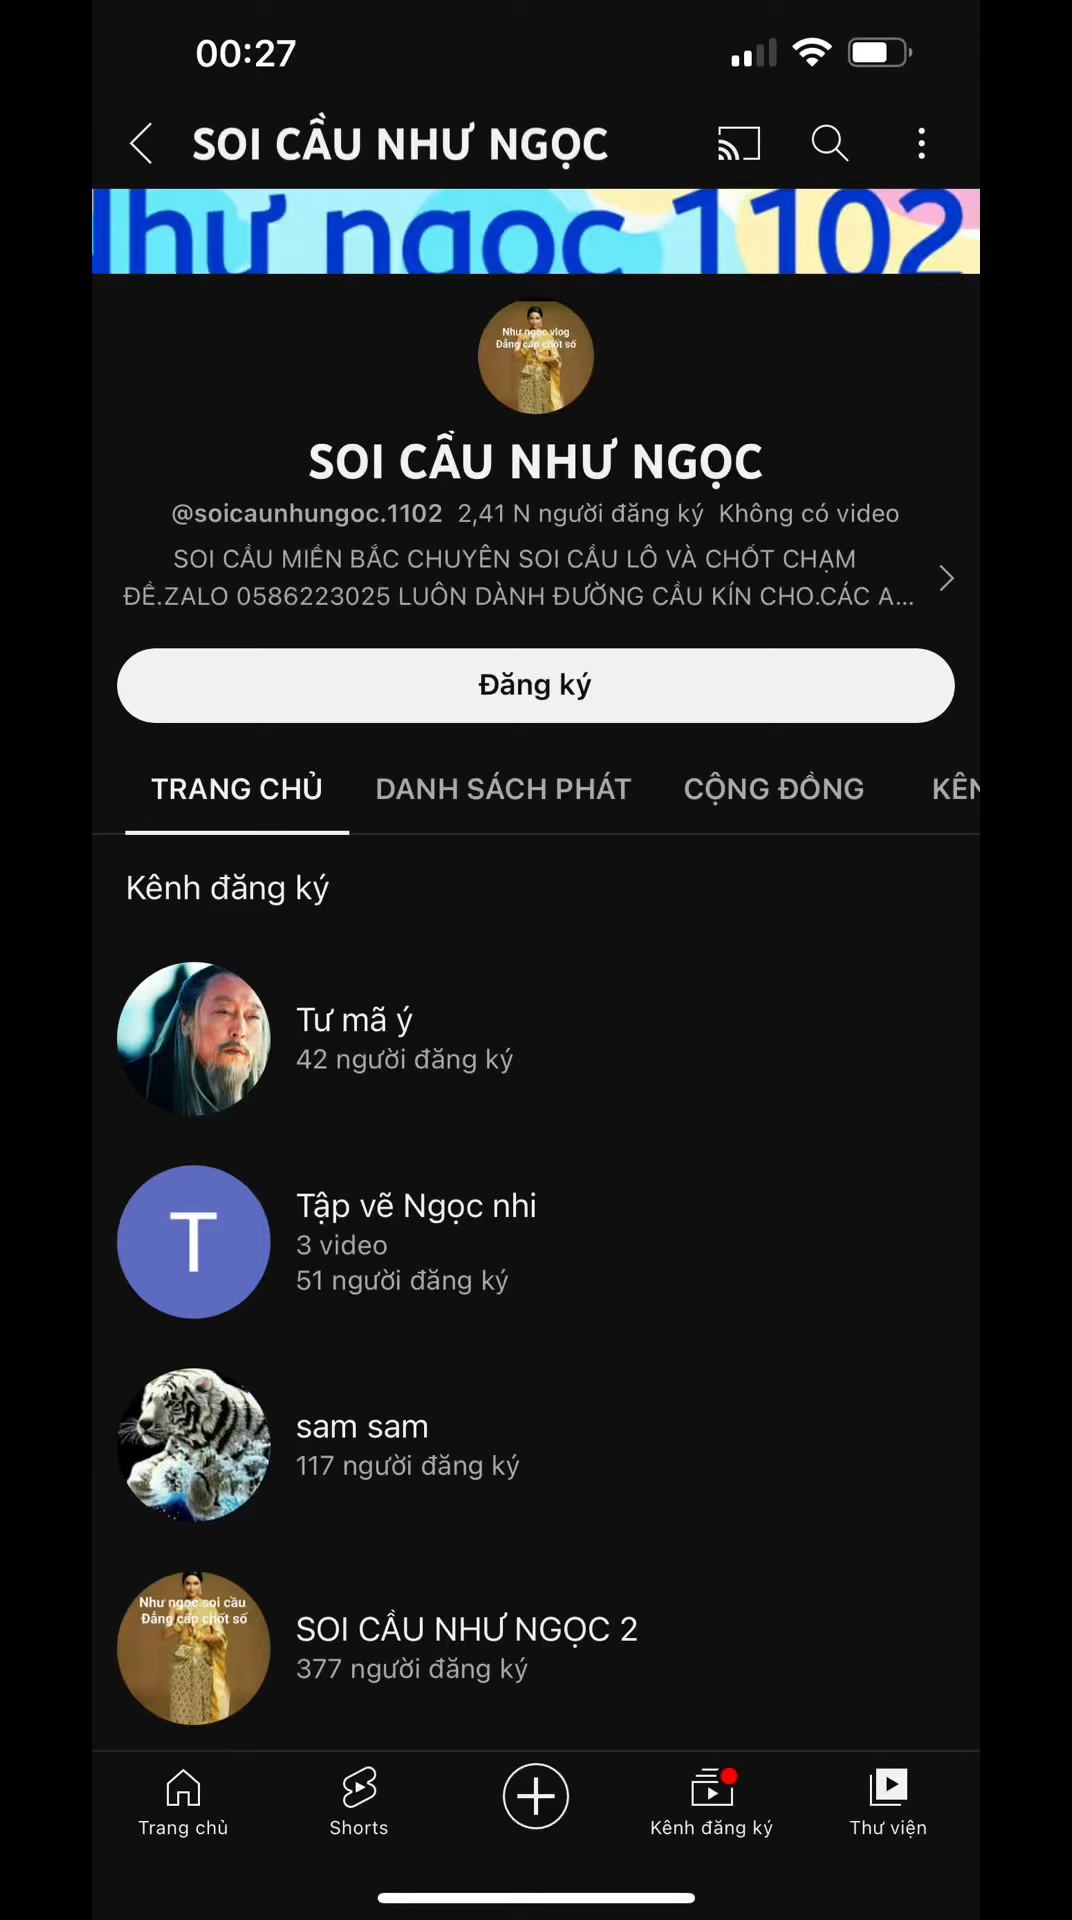 00:27
SOI CẦU NHƯ NGỌC
Như ngọc 1102
Như ngọc.vlog
Đẳng cấp chốt số
SOI CẦU NHƯ NGỌC
@soicaunhungoc.1102 2,41 N người đăng ký Không có video
SOI CẦU MIỀN BẮC CHUYÊN SOI CẦU LÔ VÀ CHỐT CHẠM
ĐỀ.ZALO 0586223025 LUÔN DÀNH ĐƯỜNG CẦU KÍN CHO.CÁC A...
Đăng ký
TRANG CHỦ DANH SÁCH PHÁT CỘNG ĐỒNG KÊN
Kênh đăng ký
Tư mã ý
42 người đăng ký
T
Tập vẽ Ngọc nhi
3 video
51 người đăng ký
sam sam
117 người đăng ký
Như ngọc soi cầu
Đẳng cấp chốt số
SOI CẦU NHƯ NGỌC 2
377 người đăng ký
Trang chủ Shorts Kênh đăng ký Thư viện